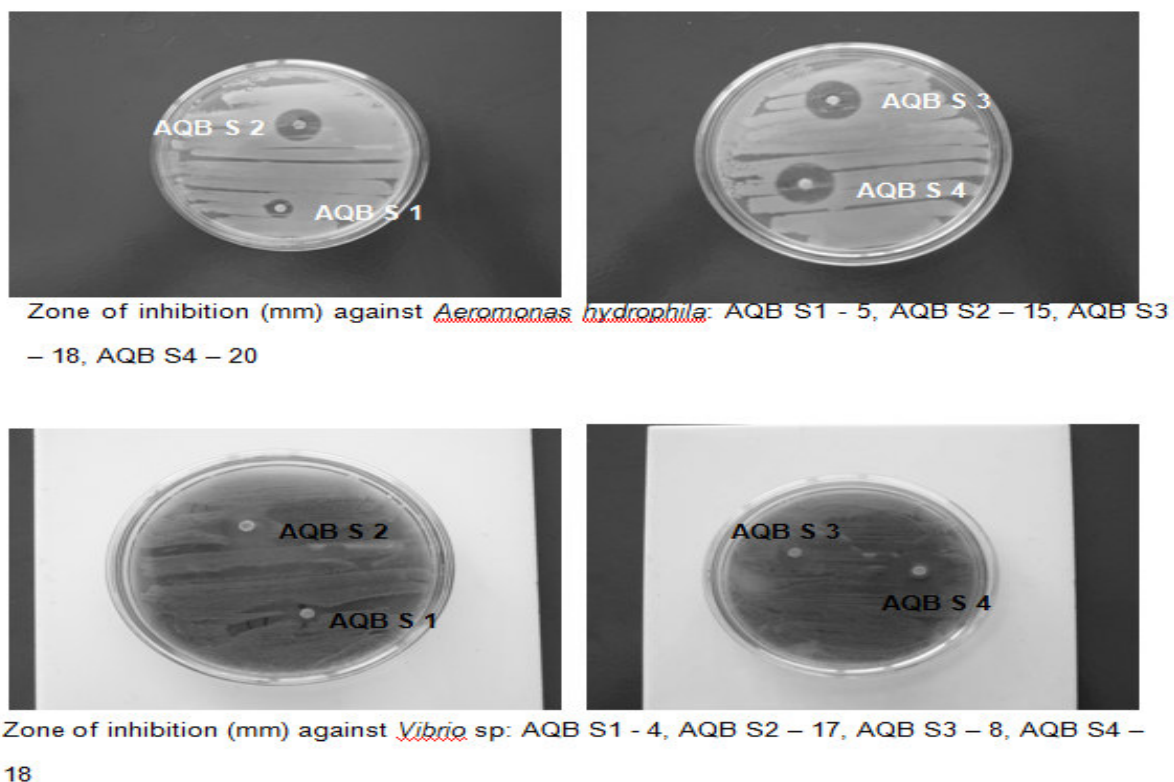 AQB S 2
AQB S 1
AQB S 3
AQB S 4
Zone of inhibition (mm) against Aeromonas hydrophila: AQB S1 - 5, AQB S2 – 15, AQB S3
– 18, AQB S4 – 20
AQB S 2
AQB S 1
AQB S 3
AQB S 4
Zone of inhibition (mm) against Vibrio sp: AQB S1 - 4, AQB S2 – 17, AQB S3 – 8, AQB S4 –
18